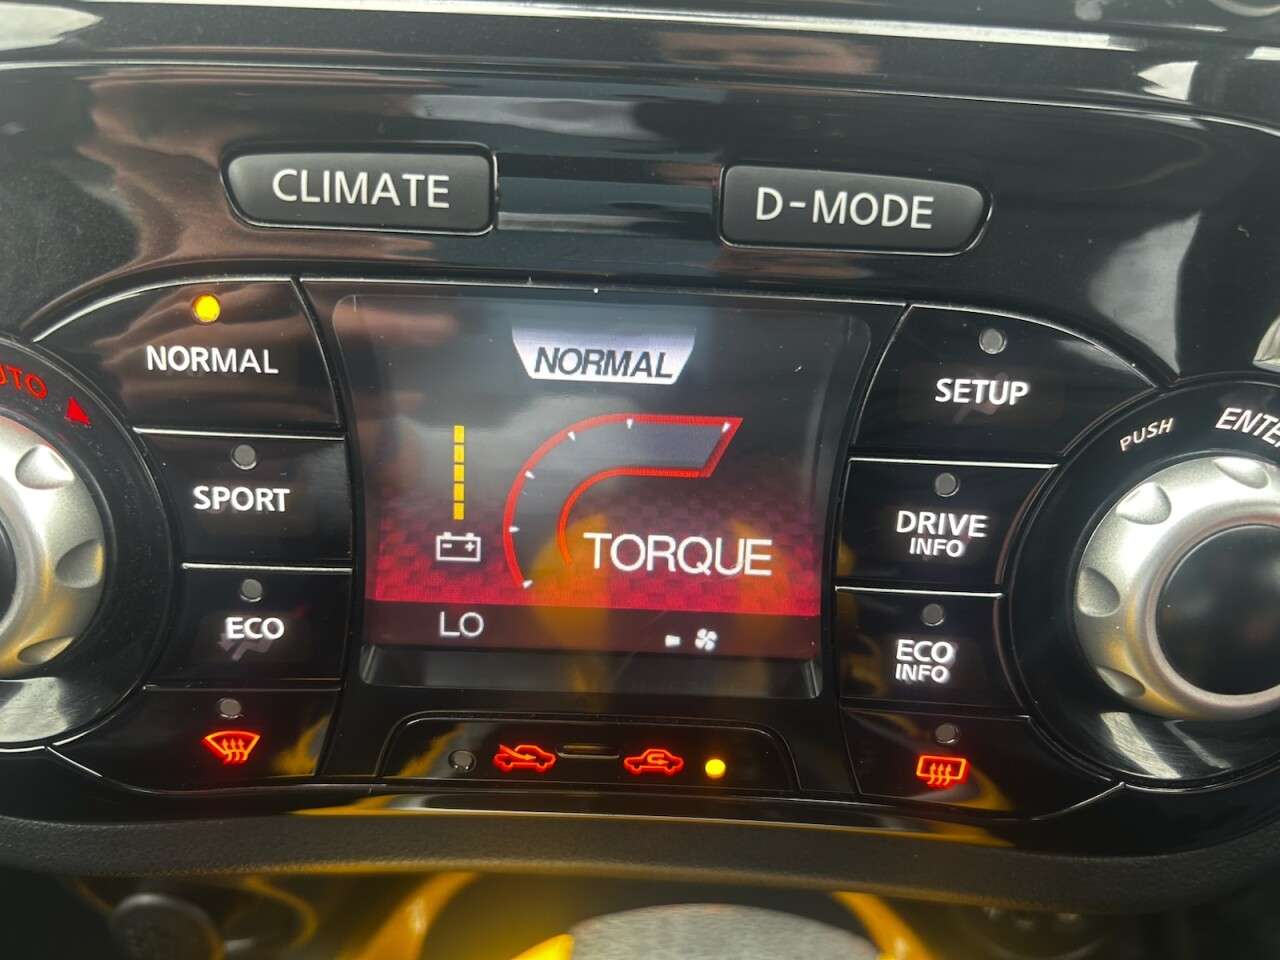 CLIMATE
D-MODE
NORMAL
SPORT
ECO
NORMAL
TORQUE
LO
SETUP
DRIVE
INFO
ECO
INFO
PUSH